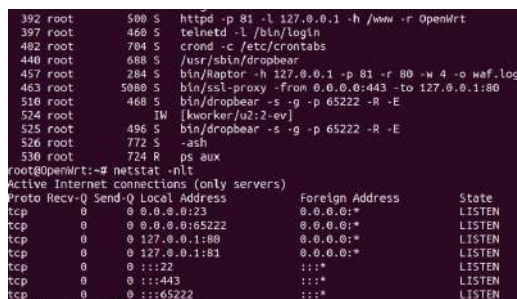 392 root 500 S httpd -p 81 -l 127.0.0.1 -h /www -r OpenWrt
397 root 460 S telnetd -l /bin/login
402 root 704 S crond -c /etc/crontabs
440 root 688 S /usr/sbin/dropbear
457 root 284 S bin/Raptor -h 127.0.0.1 -p 81 -r 80 -w 4 -o waf.log
463 root 5080 S bin/ssl-proxy -from 0.0.0.0:443 -to 127.0.0.1:80
510 root 468 S bin/dropbear -s -g -p 65222 -R -E
524 root IW [kworker/u2:2-ev]
525 root 496 S bin/dropbear -s -g -p 65222 -R -E
526 root 772 S -ash
530 root 724 R ps aux
root@OpenWrt:~# netstat -nlt
Active Internet connections (only servers)
Proto Recv-Q Send-Q Local Address Foreign Address State
tcp 0 0 0.0.0.0:23 0.0.0.0:* LISTEN
tcp 0 0 0.0.0.0:65222 0.0.0.0:* LISTEN
tcp 0 0 127.0.0.1:80 0.0.0.0:* LISTEN
tcp 0 0 127.0.0.1:81 0.0.0.0:* LISTEN
tcp 0 0 :::22 :::* LISTEN
tcp 0 0 :::443 :::* LISTEN
tcp 0 0 :::65222 :::* LISTEN